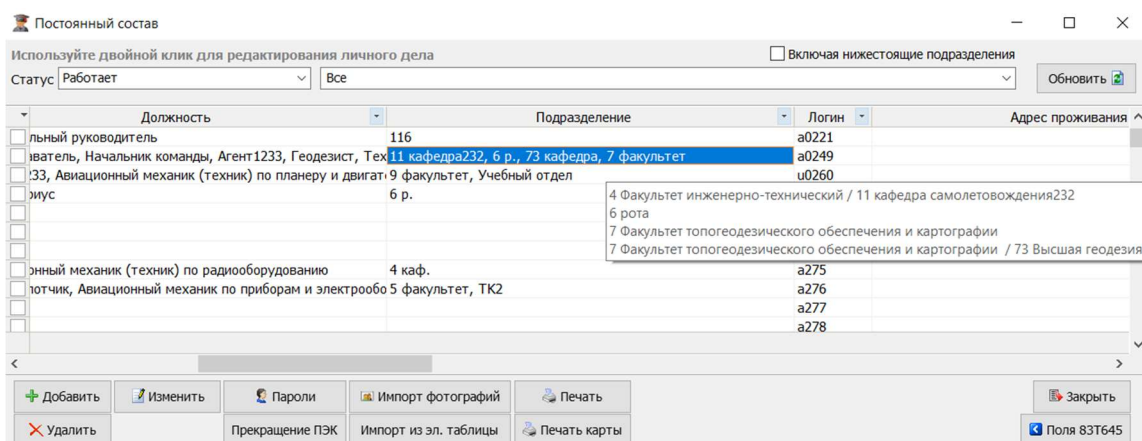 Постоянный состав
Используйте двойной клик для редактирования личного дела
Включая нижестоящие подразделения
Статус Работает Все Обновить
Должность Подразделение Логин Адрес проживания
льный руководитель 116 a0221
аватель, Начальник команды, Агент1233, Геодезист, Тех 11 кафедра232, 6 р., 73 кафедра, 7 факультет a0249
233, Авиационный механик (техник) по планеру и двигат 9 факультет, Учебный отдел u0260
риус 6 р.
4 Факультет инженерно-технический / 11 кафедра самолетовождения232
6 рота
7 Факультет топогеодезического обеспечения и картографии
7 Факультет топогеодезического обеспечения и картографии / 73 Высшая геодезия
онный механик (техник) по радиооборудованию 4 каф. a275
лотчик, Авиационный механик по приборам и электрообо 5 факультет, ТК2 a276
a277
a278
Добавить Изменить Пароли Импорт фотографий Печать Закрыть
Удалить Прекращение ПЭК Импорт из эл. таблицы Печать карты Поля 83T645